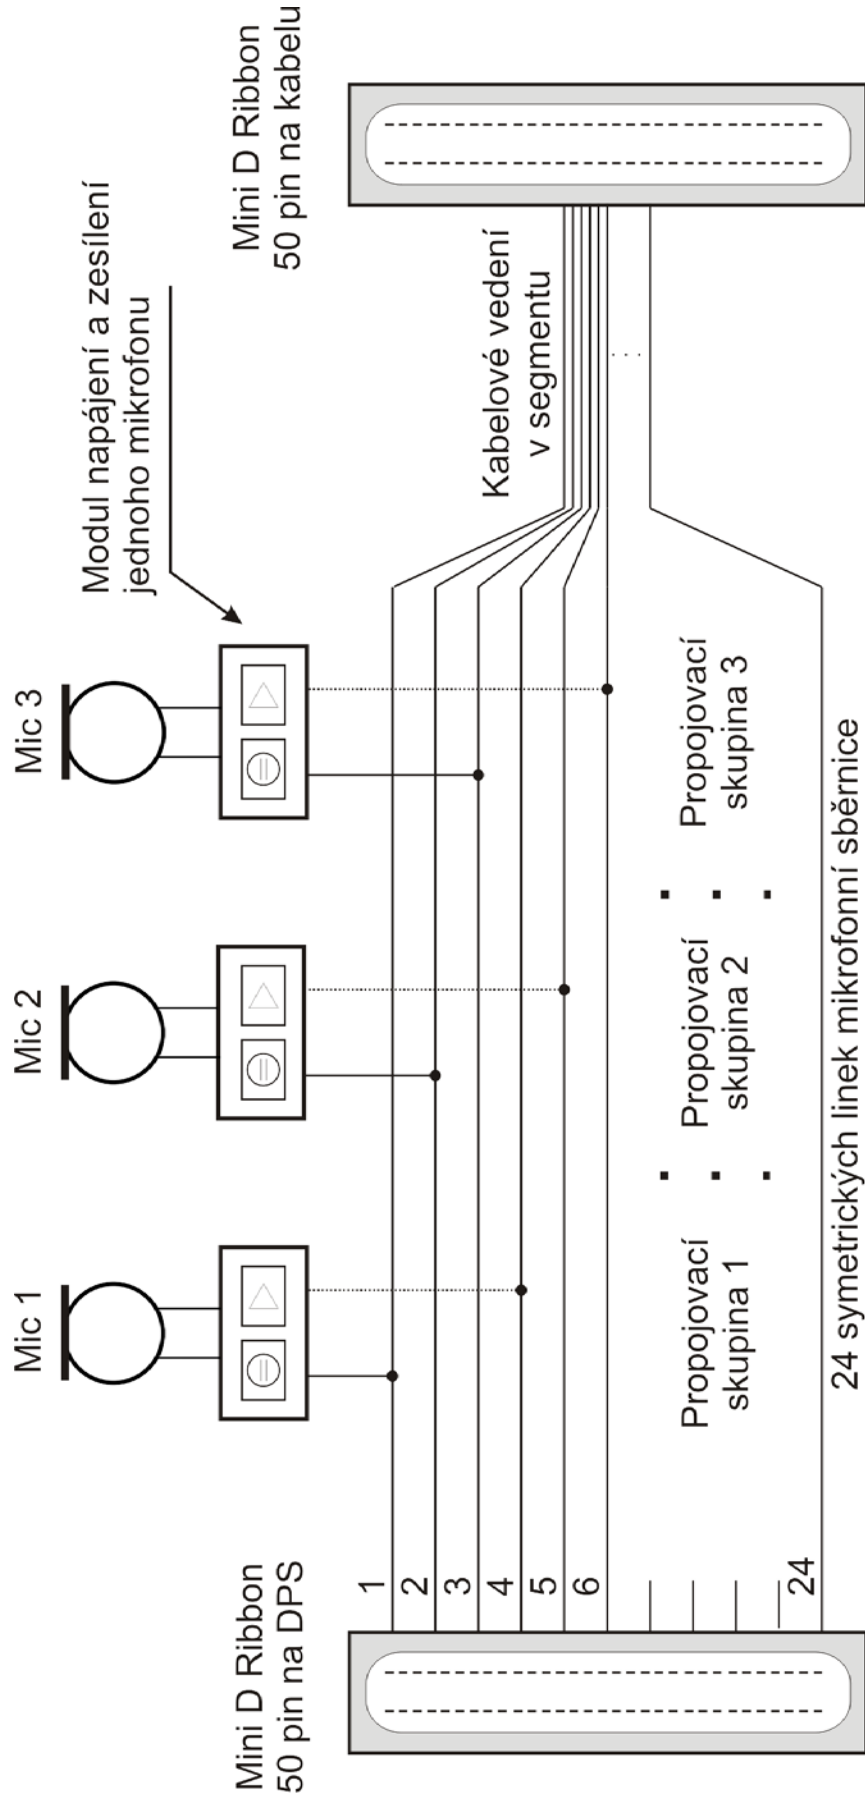 Mic 1
Mic 2
Mic 3
Modul napájení a zesílení
jednoho mikrofonu
Mini D Ribbon
50 pin na DPS
Mini D Ribbon
50 pin na kabelu
1
2
3
4
5
6
24
Kabelové vedení
v segmentu
Propojovací
skupina 1
Propojovací
skupina 2
Propojovací
skupina 3
24 symetrických linek mikrofonní sběrnice